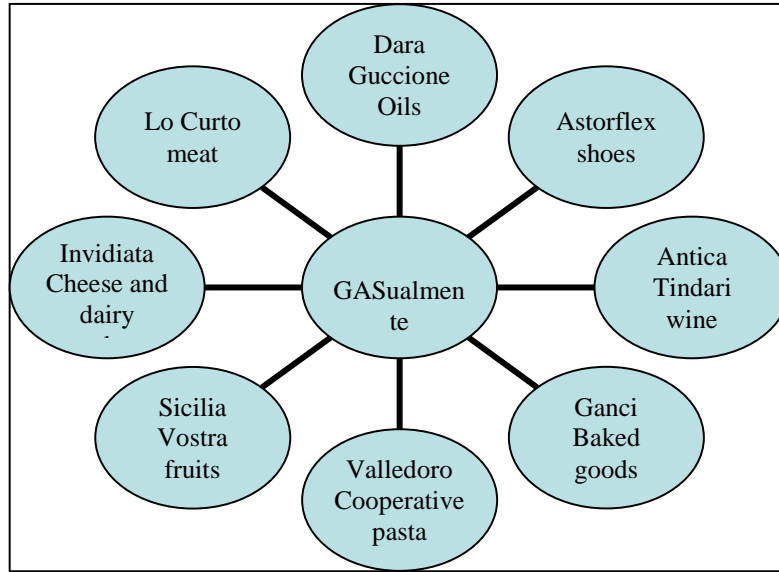 Dara
Guccione
Oils
Lo Curto
meat
Astorflex
shoes
Invidiata
Cheese and
dairy
GASualmen
te
Antica
Tindari
wine
Sicilia
Vostra
fruits
Valledoro
Cooperative
pasta
Ganci
Baked
goods